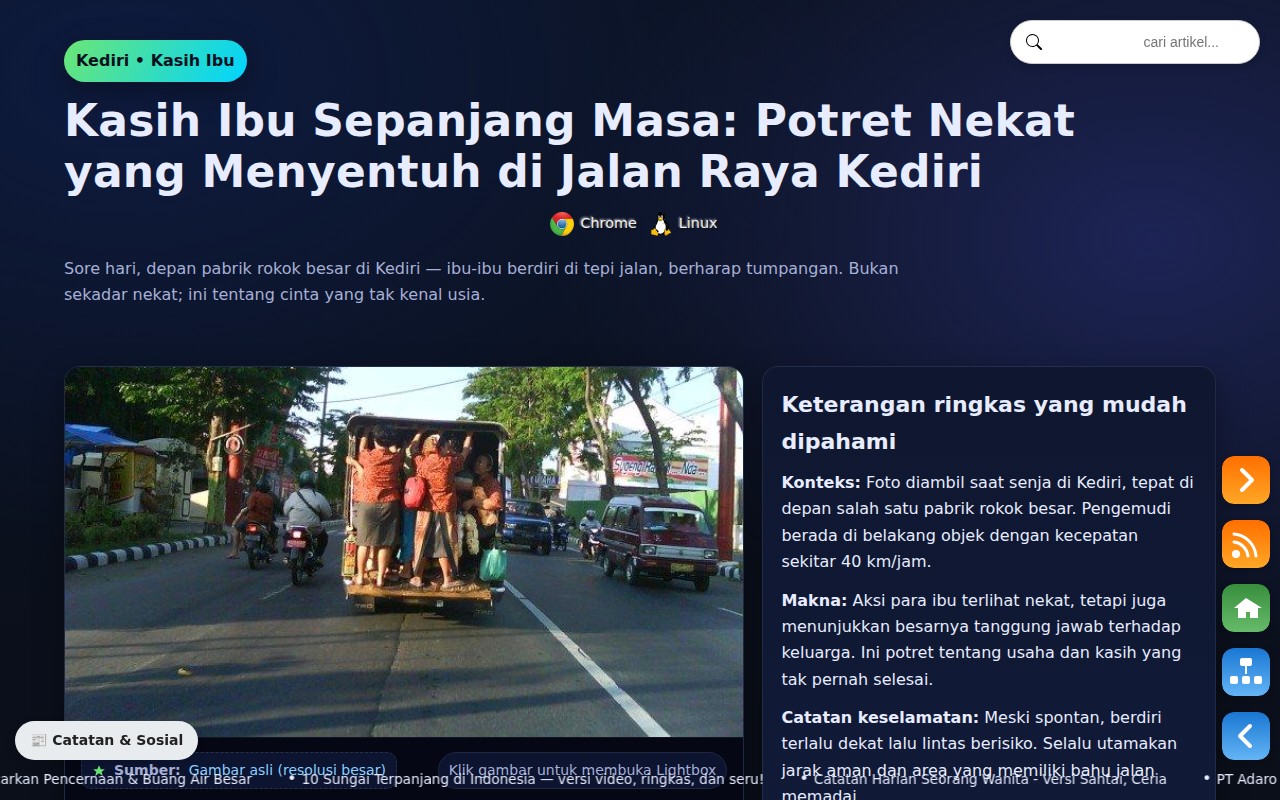 cari artikel...
Kediri • Kasih Ibu
Kasih Ibu Sepanjang Masa: Potret Nekat
yang Menyentuh di Jalan Raya Kediri
Chrome Linux
Sore hari, depan pabrik rokok besar di Kediri — ibu-ibu berdiri di tepi jalan, berharap tumpangan. Bukan
sekadar nekat; ini tentang cinta yang tak kenal usia.
Keterangan ringkas yang mudah
dipahami
Konteks: Foto diambil saat senja di Kediri, tepat di
depan salah satu pabrik rokok besar. Pengemudi
berada di belakang objek dengan kecepatan
sekitar 40 km/jam.
Makna: Aksi para ibu terlihat nekat, tetapi juga
menunjukkan besarnya tanggung jawab terhadap
keluarga. Ini potret tentang usaha dan kasih yang
tak pernah selesai.
Catatan keselamatan: Meski spontan, berdiri
terlalu dekat lalu lintas berisiko. Selalu utamakan
jarak aman dan area yang memiliki bahu jalan
memadai.
📰 Catatan & Sosial
★ Sumber: Gambar asli (resolusi besar)
Klik gambar untuk membuka Lightbox
arkan Pencernaan & Buang Air Besar • 10 Sungai Terpanjang di Indonesia — versi video, ringkas, dan seru! • Catatan Harian Seorang Wanita - Versi Santai, Ceria • PT Adaro